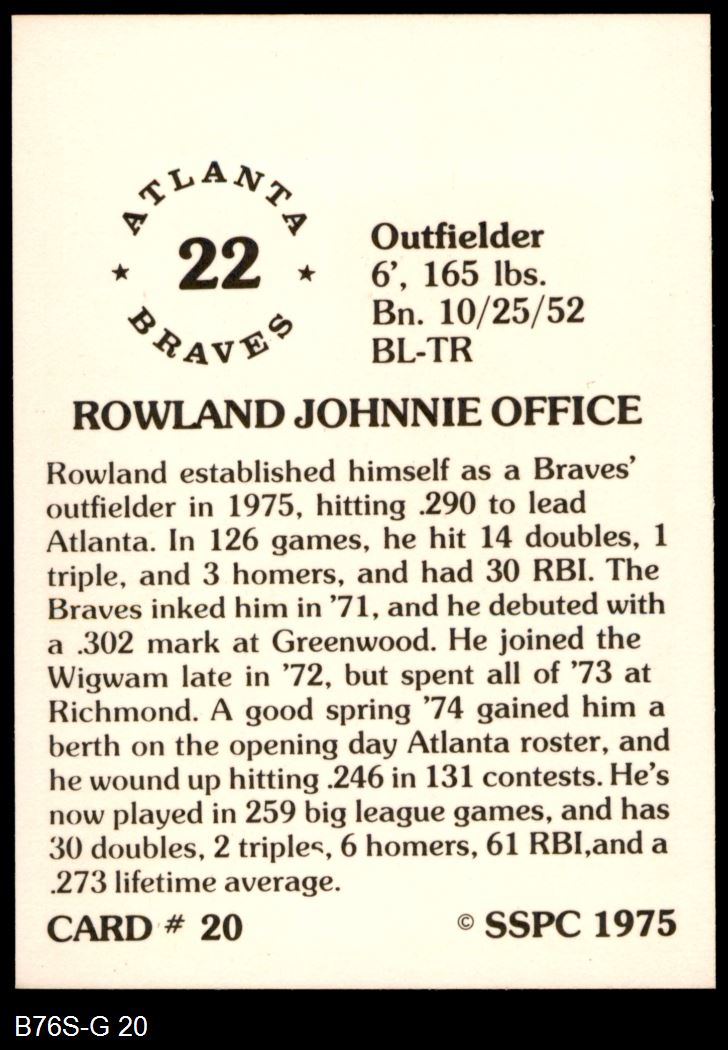 ATLANTA
22
BRAVES
Outfielder
6', 165 lbs.
Bn. 10/25/52
BL-TR
ROWLAND JOHNNIE OFFICE
Rowland established himself as a Braves'
outfielder in 1975, hitting .290 to lead
Atlanta. In 126 games, he hit 14 doubles, 1
triple, and 3 homers, and had 30 RBI. The
Braves inked him in '71, and he debuted with
a .302 mark at Greenwood. He joined the
Wigwam late in '72, but spent all of '73 at
Richmond. A good spring '74 gained him a
berth on the opening day Atlanta roster, and
he wound up hitting .246 in 131 contests. He's
now played in 259 big league games, and has
30 doubles, 2 triples, 6 homers, 61 RBI,and a
.273 lifetime average.
CARD # 20
© SSPC 1975
B76S-G 20